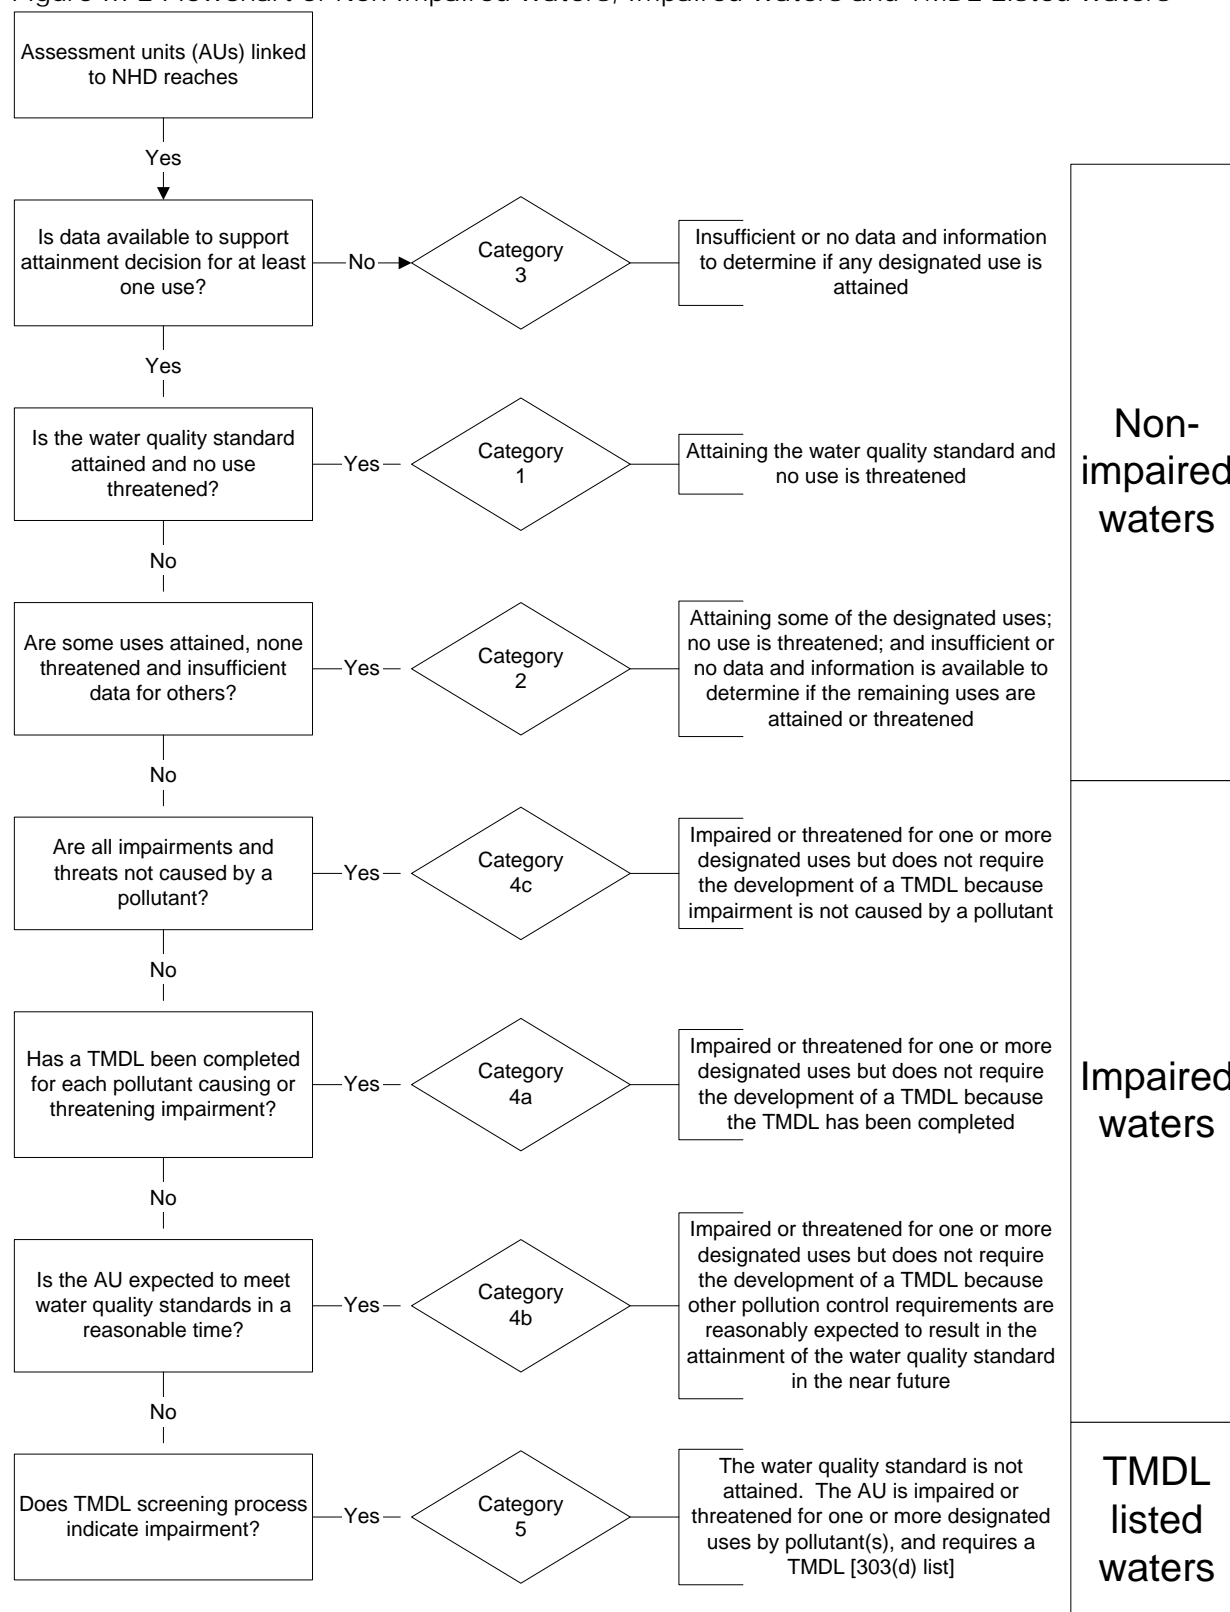 Assessment units (AUs) linked
to NHD reaches
Yes
Is data available to support
attainment decision for at least
one use?
No
Category
3
Insufficient or no data and information
to determine if any designated use is
attained
Yes
Is the water quality standard
attained and no use
threatened?
Yes
Category
1
Attaining the water quality standard and
no use is threatened
Non-
impaired
waters
No
Are some uses attained, none
threatened and insufficient
data for others?
Yes
Category
2
Attaining some of the designated uses;
no use is threatened; and insufficient or
no data and information is available to
determine if the remaining uses are
attained or threatened
No
Are all impairments and
threats not caused by a
pollutant?
Yes
Category
4c
Impaired or threatened for one or more
designated uses but does not require
the development of a TMDL because
impairment is not caused by a pollutant
No
Has a TMDL been completed
for each pollutant causing or
threatening impairment?
Yes
Category
4a
Impaired or threatened for one or more
designated uses but does not require
the development of a TMDL because
the TMDL has been completed
Impaired
waters
No
Is the AU expected to meet
water quality standards in a
reasonable time?
Yes
Category
4b
Impaired or threatened for one or more
designated uses but does not require
the development of a TMDL because
other pollution control requirements are
reasonably expected to result in the
attainment of the water quality standard
in the near future
No
Does TMDL screening process
indicate impairment?
Yes
Category
5
The water quality standard is not
attained. The AU is impaired or
threatened for one or more designated
uses by pollutant(s), and requires a
TMDL [303(d) list]
TMDL
listed
waters